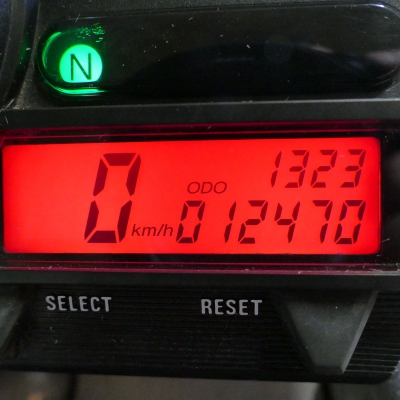 N
1323
ODO
0 km/h 012470
SELECT RESET